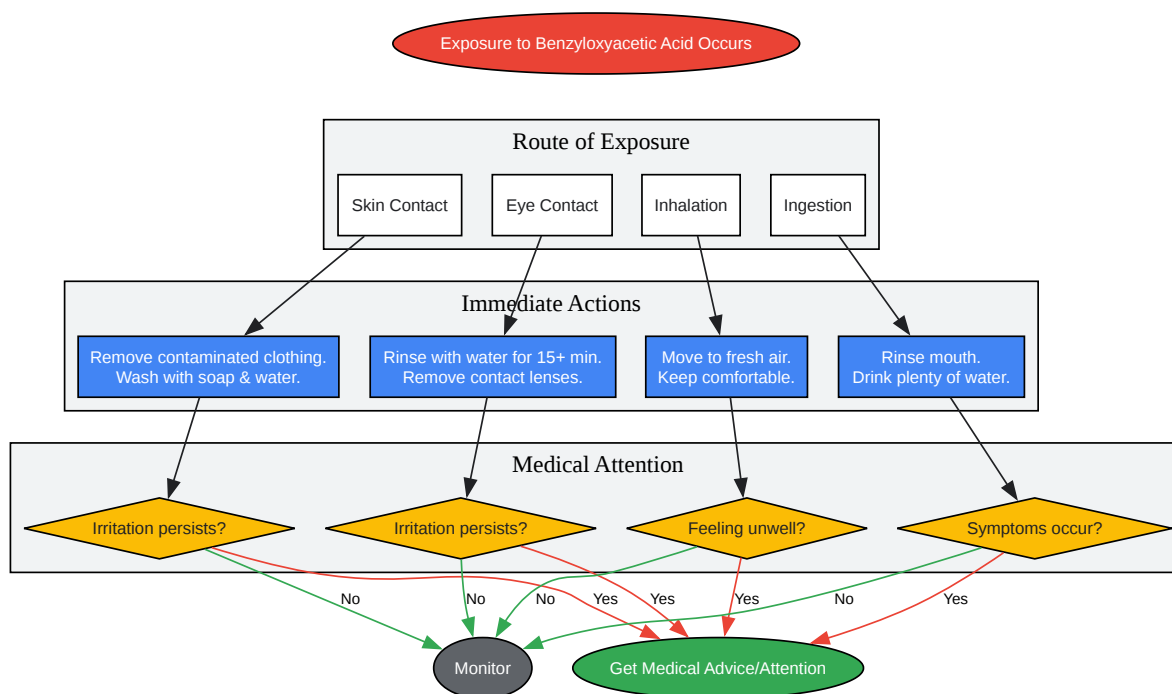 Exposure to Benzyloxyacetic Acid Occurs
Route of Exposure
Skin Contact
Eye Contact
Inhalation
Ingestion
Immediate Actions
Remove contaminated clothing.
Wash with soap & water.
Rinse with water for 15+ min.
Remove contact lenses.
Move to fresh air.
Keep comfortable.
Rinse mouth.
Drink plenty of water.
Medical Attention
Irritation persists?
Irritation persists?
Feeling unwell?
Symptoms occur?
No
No
No
Yes
Yes
Yes
No
Yes
Monitor
Get Medical Advice/Attention